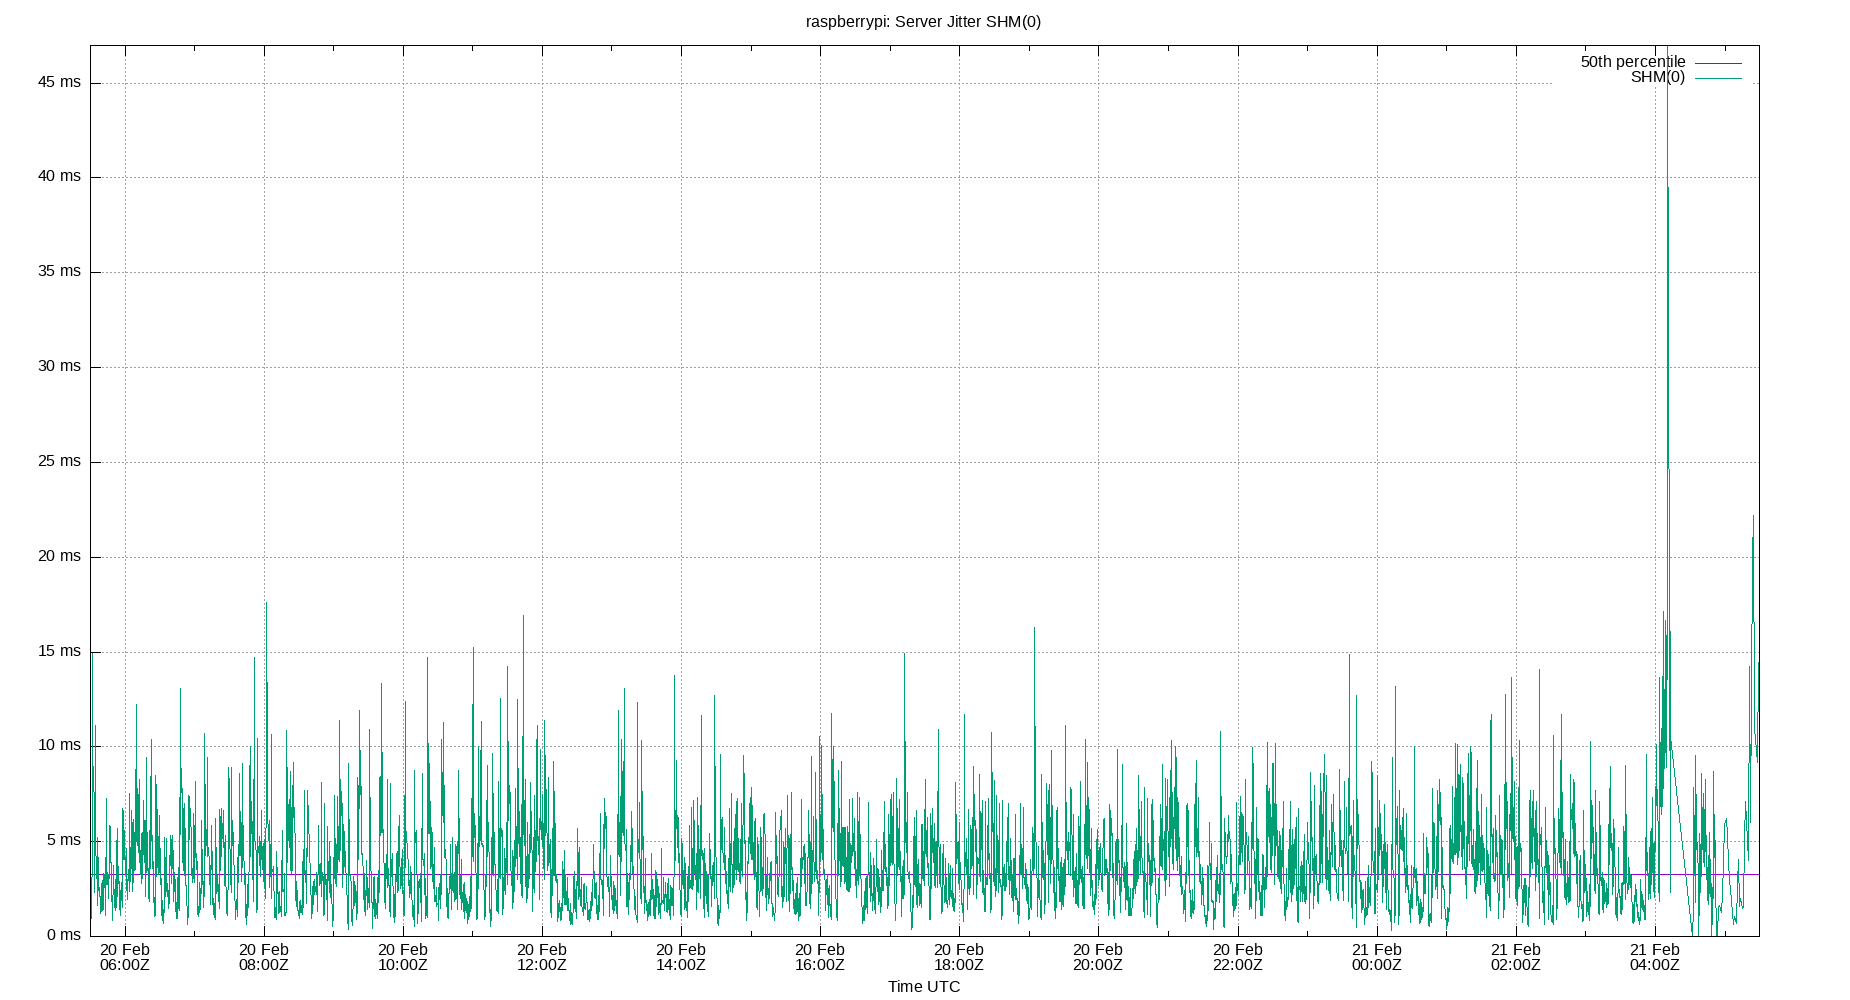 raspberrypi: Server Jitter SHM(0)
50th percentile
SHM(0)
45 ms
40 ms
35 ms
30 ms
25 ms
20 ms
15 ms
10 ms
5 ms
0 ms
20 Feb 20 Feb 20 Feb 20 Feb 20 Feb 20 Feb 20 Feb 20 Feb 20 Feb 21 Feb 21 Feb 21 Feb
06:00Z 08:00Z 10:00Z 12:00Z 14:00Z 16:00Z 18:00Z 20:00Z 22:00Z 00:00Z 02:00Z 04:00Z
Time UTC